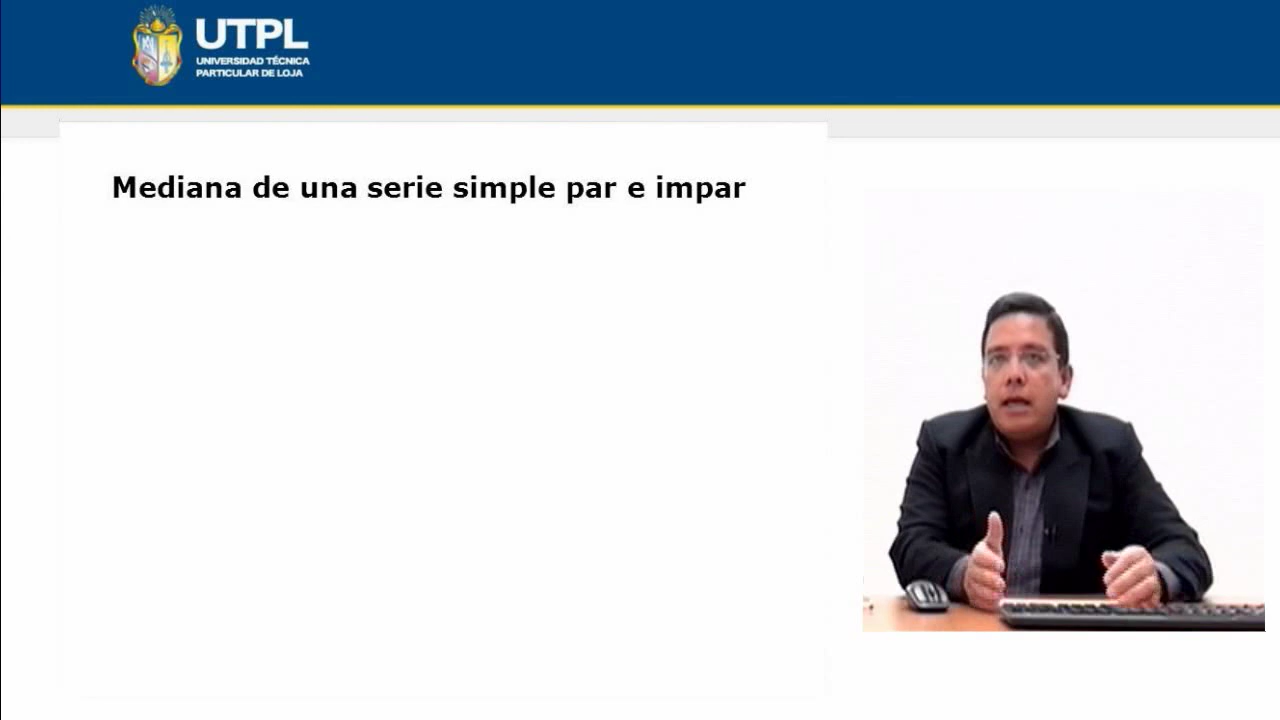 UTPL
UNIVERSIDAD TÉCNICA
PARTICULAR DE LOJA
Mediana de una serie simple par e impar